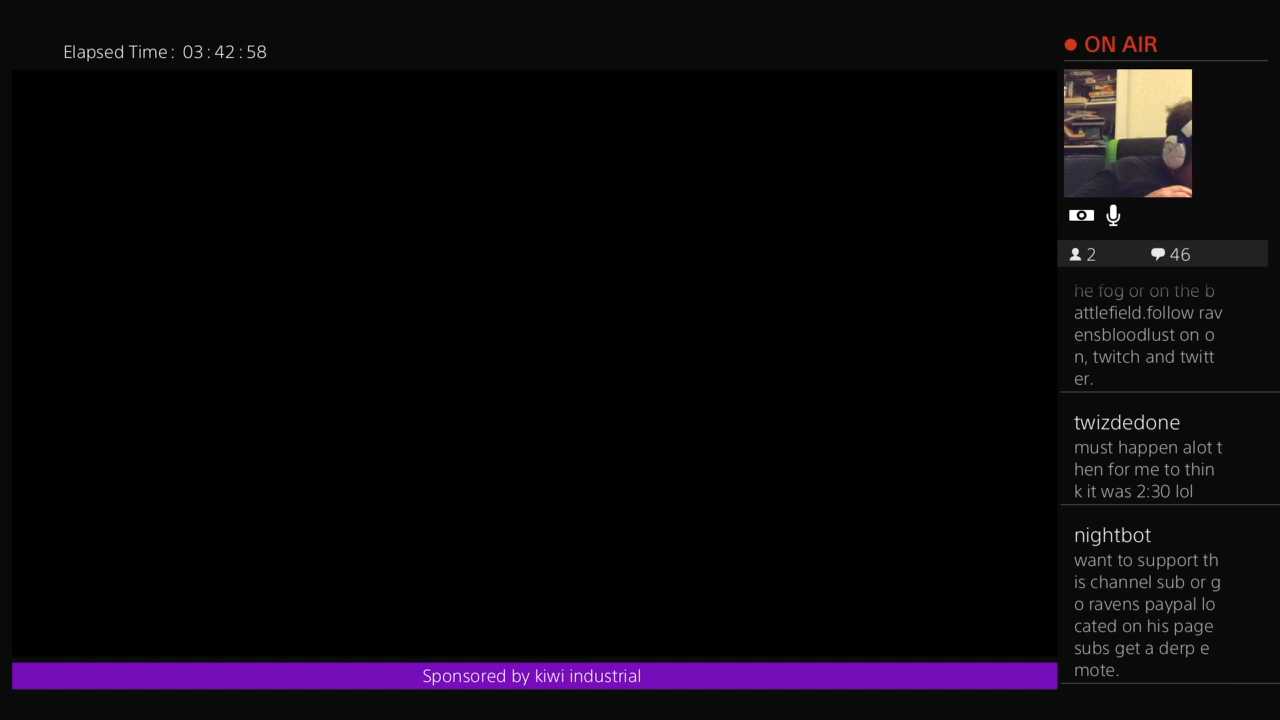 Elapsed Time: 03:42:58
ON AIR
2 46
he fog or on the b
attlefield.follow rav
ensbloodlust on o
n, twitch and twitt
er.
twizdedone
must happen alot t
hen for me to thin
k it was 2:30 lol
nightbot
want to support th
is channel sub or g
o ravens paypal lo
cated on his page
subs get a derp e
mote.
Sponsored by kiwi industrial